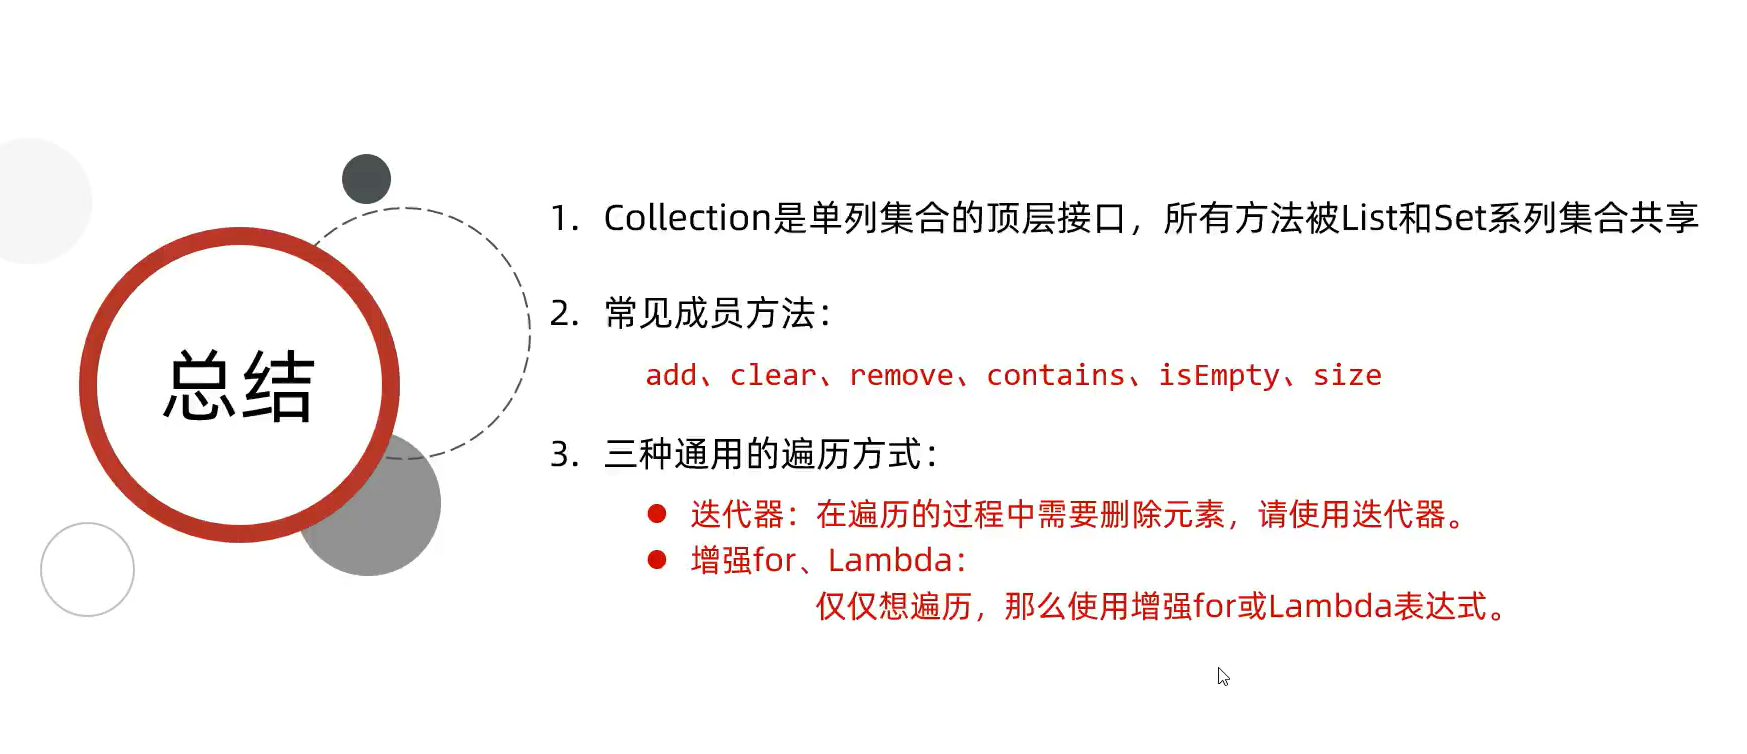 总结
1. Collection是单列集合的顶层接口，所有方法被List和Set系列集合共享
2. 常见成员方法：
add、clear、remove、contains、isEmpty、size
3. 三种通用的遍历方式：
● 迭代器：在遍历的过程中需要删除元素，请使用迭代器。
● 增强for、Lambda：
仅仅想遍历，那么使用增强for或Lambda表达式。